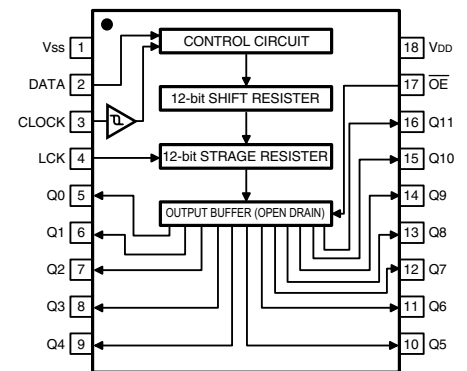 Vss 1
DATA 2
CLOCK 3
LCK 4
Q0 5
Q1 6
Q2 7
Q3 8
Q4 9
CONTROL CIRCUIT
12-bit SHIFT RESISTER
12-bit STRAGE RESISTER
OUTPUT BUFFER (OPEN DRAIN)
18 VDD
17 OE
16 Q11
15 Q10
14 Q9
13 Q8
12 Q7
11 Q6
10 Q5